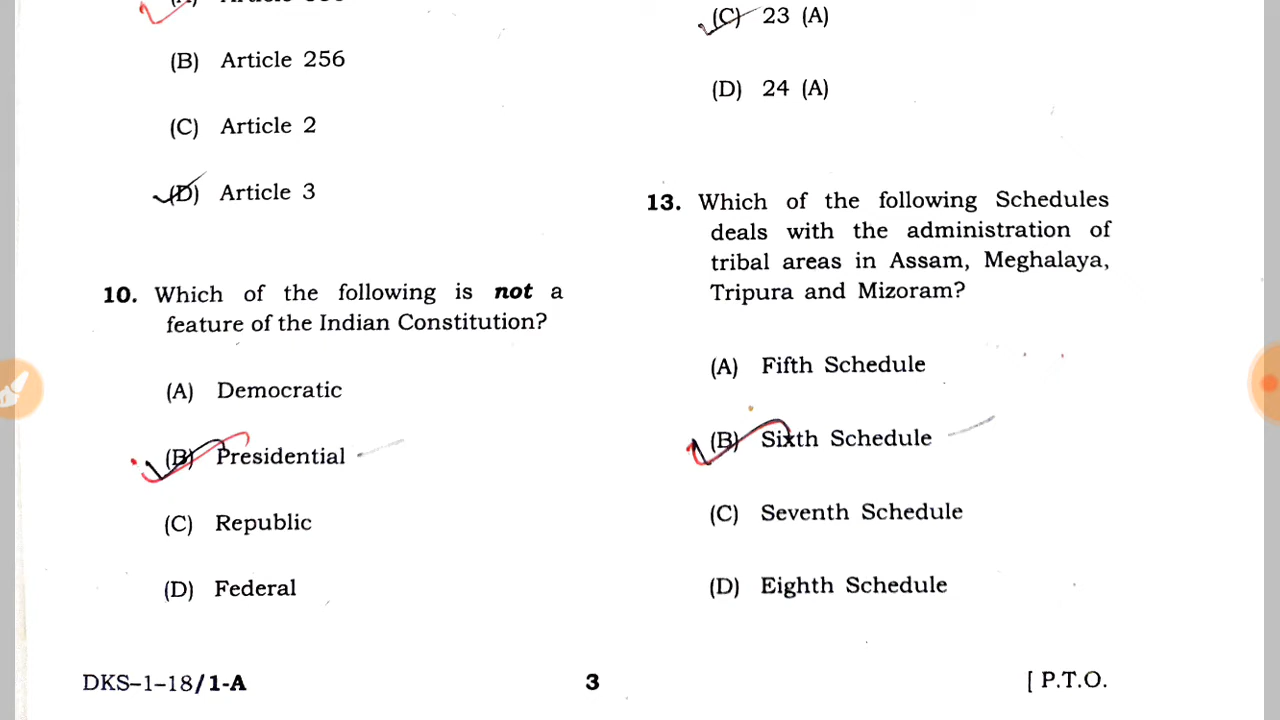 (B) Article 256
(C) Article 2
(D) Article 3
10. Which of the following is not a
feature of the Indian Constitution?
(A) Democratic
(B) Presidential
(C) Republic
(D) Federal
(C) 23 (A)
(D) 24 (A)
13. Which of the following Schedules
deals with the administration of
tribal areas in Assam, Meghalaya,
Tripura and Mizoram?
(A) Fifth Schedule
(B) Sixth Schedule
(C) Seventh Schedule
(D) Eighth Schedule
DKS-1-18/1-A
3
[ P.T.O.